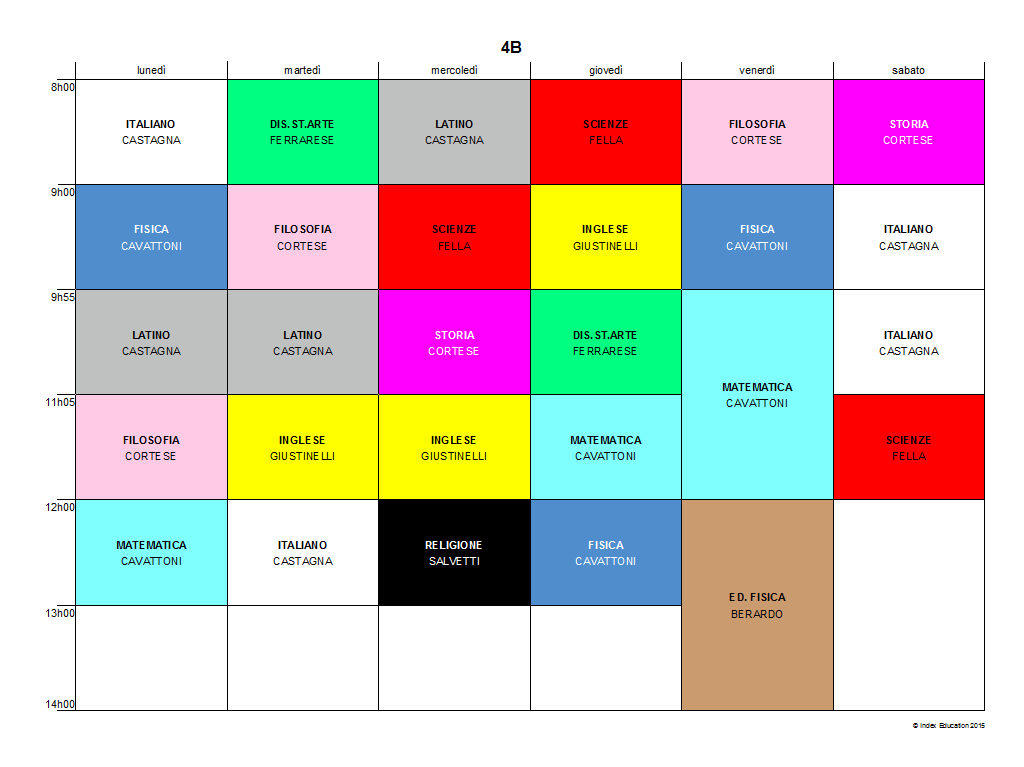 4B
lunedì martedì mercoledì giovedì venerdì sabato
8h00
ITALIANO DIS. ST.ARTE LATINO SCIENZE FILOSOFIA STORIA
CASTAGNA FERRARESE CASTAGNA FELLA CORTESE CORTESE
9h00
FISICA FILOSOFIA SCIENZE INGLESE FISICA ITALIANO
CAVATTONI CORTESE FELLA GIUSTINELLI CAVATTONI CASTAGNA
9h55
LATINO LATINO STORIA DIS. ST.ARTE ITALIANO
CASTAGNA CASTAGNA CORTESE FERRARESE CASTAGNA
MATEMATICA
CAVATTONI
11h05
FILOSOFIA INGLESE INGLESE MATEMATICA SCIENZE
CORTESE GIUSTINELLI GIUSTINELLI CAVATTONI FELLA
12h00
MATEMATICA ITALIANO RELIGIONE FISICA
CAVATTONI CASTAGNA SALVETTI CAVATTONI
ED. FISICA
BERARDO
13h00
14h00
© Index Education 2015